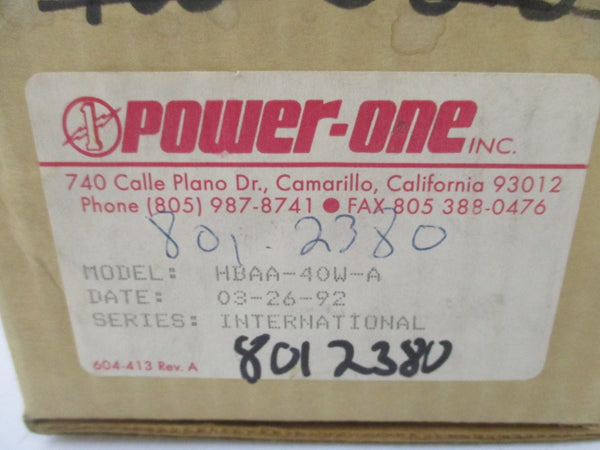 1 POWER-ONE INC.
740 Calle Plano Dr., Camarillo, California 93012
Phone (805) 987-8741 ● FAX 805 388-0476
801.2380
MODEL: HBAA-40W-A
DATE: 03-26-92
SERIES: INTERNATIONAL
8012380
604-413 Rev. A